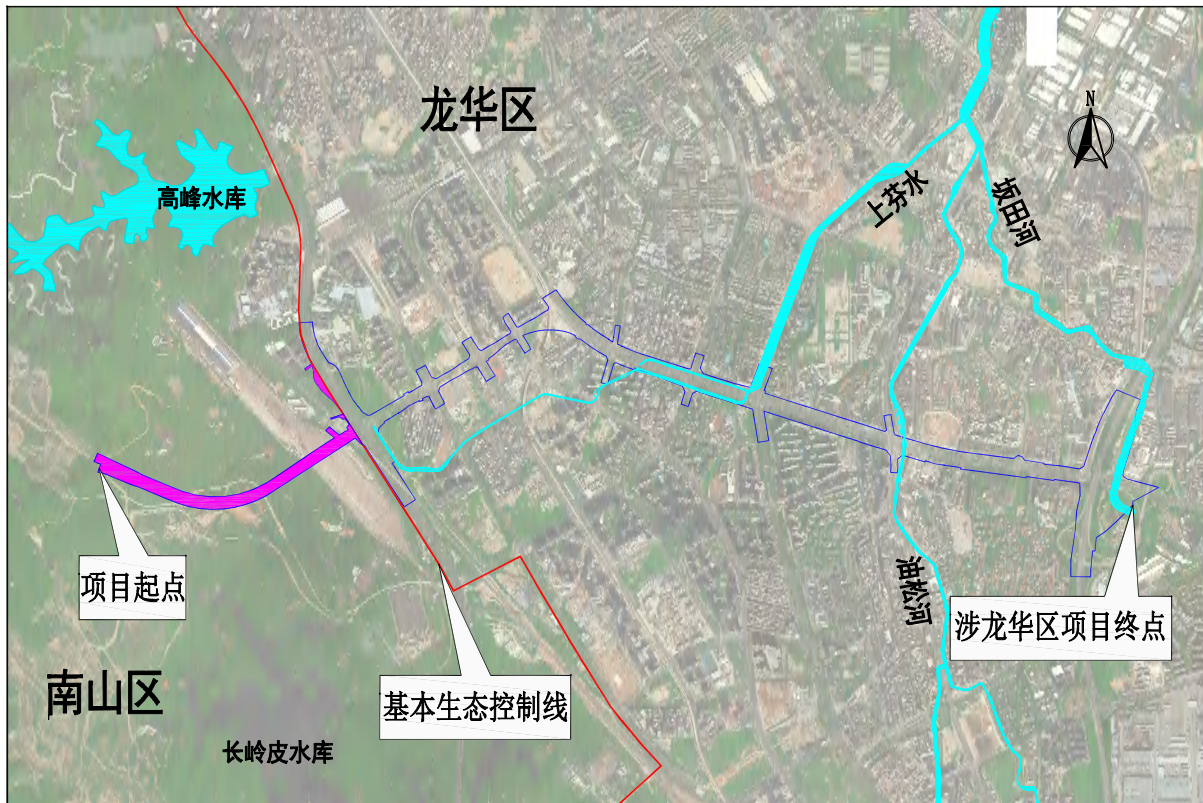 龙华区
N
高峰水库
上芬水
坂田河
项目起点
油松河
涉龙华区项目终点
南山区
基本生态控制线
长岭皮水库